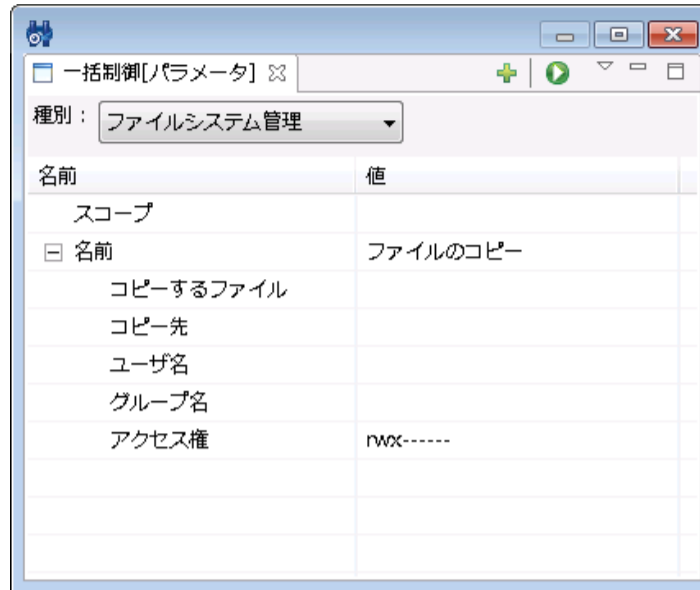 一括制御[パラメータ]
種別：
ファイルシステム管理
名前 値
スコープ
名前 ファイルのコピー
コピーするファイル
コピー先
ユーザ名
グループ名
アクセス権 rwx------